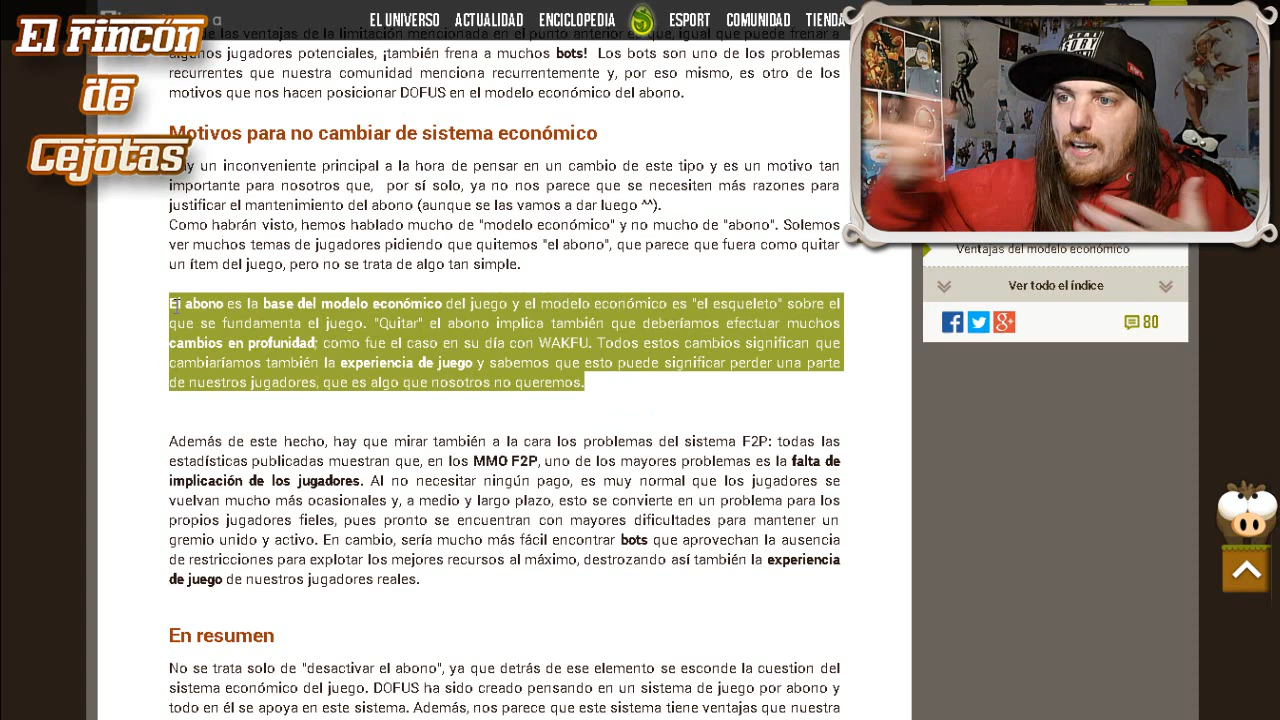 El rincón
de
Cejotas
EL UNIVERSO ACTUALIDAD ENCICLOPEDIA ESPORT COMUNIDAD TIENDA
de las ventajas de la limitación mencionada en el punto anterior es que, igual que puede frenar a
algunos jugadores potenciales, ¡también frena a muchos bots! Los bots son uno de los problemas
recurrentes que nuestra comunidad menciona recurrentemente y, por eso mismo, es otro de los
motivos que nos hacen posicionar DOFUS en el modelo económico del abono.
Motivos para no cambiar de sistema económico
Hay un inconveniente principal a la hora de pensar en un cambio de este tipo y es un motivo tan
importante para nosotros que, por sí solo, ya no nos parece que se necesiten más razones para
justificar el mantenimiento del abono (aunque se las vamos a dar luego ^^).
Como habrán visto, hemos hablado mucho de "modelo económico" y no mucho de "abono". Solemos
ver muchos temas de jugadores pidiendo que quitemos "el abono", que parece que fuera como quitar
un ítem del juego, pero no se trata de algo tan simple.
El abono es la base del modelo económico del juego y el modelo económico es "el esqueleto" sobre el
que se fundamenta el juego. "Quitar" el abono implica también que deberíamos efectuar muchos
cambios en profunidad, como fue el caso en su día con WAKFU. Todos estos cambios significan que
cambiaríamos también la experiencia de juego y sabemos que esto puede significar perder una parte
de nuestros jugadores, que es algo que nosotros no queremos.
Además de este hecho, hay que mirar también a la cara los problemas del sistema F2P: todas las
estadísticas publicadas muestran que, en los MMO F2P, uno de los mayores problemas es la falta de
implicación de los jugadores. Al no necesitar ningún pago, es muy normal que los jugadores se
vuelvan mucho más ocasionales y, a medio y largo plazo, esto se convierte en un problema para los
propios jugadores fieles, pues pronto se encuentran con mayores dificultades para mantener un
gremio unido y activo. En cambio, sería mucho más fácil encontrar bots que aprovechan la ausencia
de restricciones para explotar los mejores recursos al máximo, destrozando así también la experiencia
de juego de nuestros jugadores reales.
En resumen
No se trata solo de "desactivar el abono", ya que detrás de ese elemento se esconde la cuestion del
sistema económico del juego. DOFUS ha sido creado pensando en un sistema de juego por abono y
todo en él se apoya en este sistema. Además, nos parece que este sistema tiene ventajas que nuestra
Ventajas del modelo económico
Ver todo el índice
80